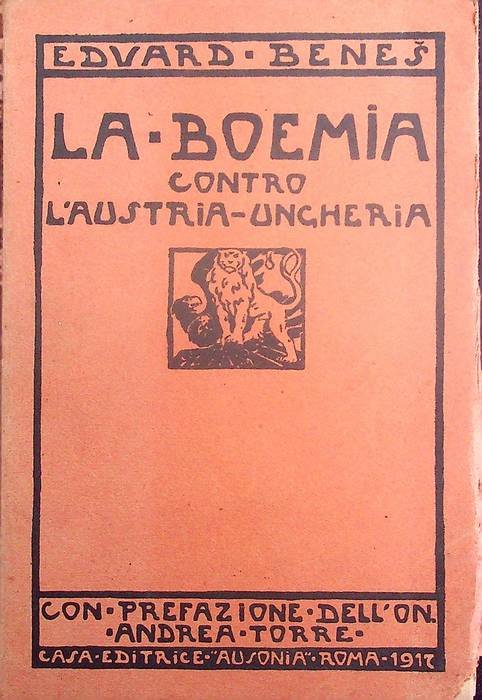 EDVARD · BENEŠ
LA · BOEMiA
CONTRO
L'AUSTRiA-UNGHERiA
CON · PREFAZIONE · DELL'ON.
· ANDREA · TORRE ·
CASA · EDITRICE · "AUSONiA" · ROMA · 1917